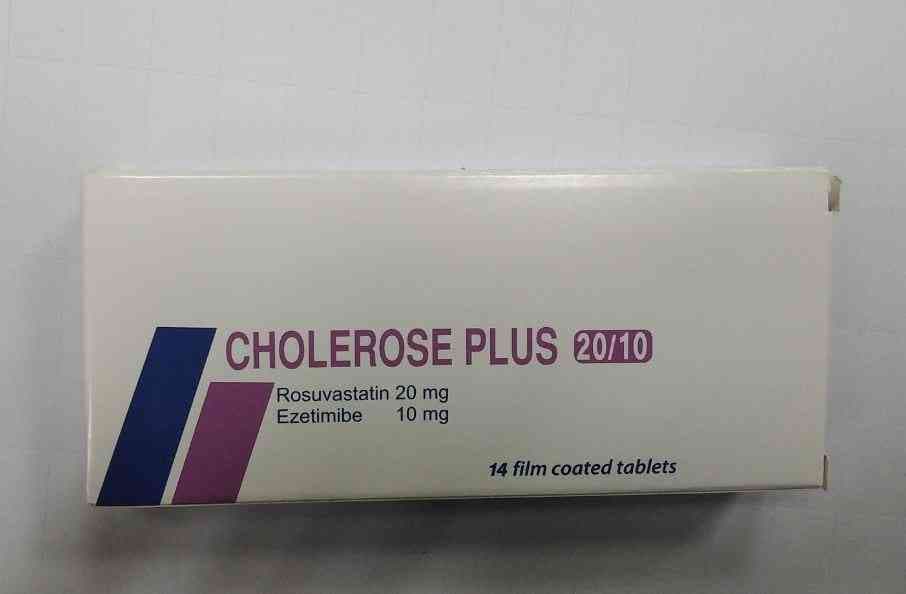 CHOLEROSE PLUS 20/10
Rosuvastatin 20 mg
Ezetimibe 10 mg
14 film coated tablets